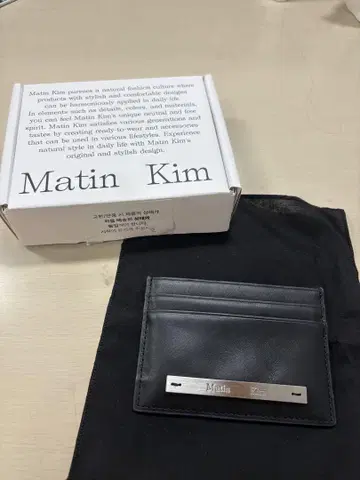 Matin Kim pursues a natural fashion culture where
products with stylish and comfortable designs
can be harmoniously applied in daily life.
In elements such as details, colors, and materials,
you can feel Matin Kim's unique neutral and free
spirit. Matin Kim satisfies various generations and
tastes by creating ready-to-wear and accessories
that can be used in various lifestyles. Experience
natural style in daily life with Matin Kim's
original and stylish design.
Matin Kim
Matin Kim